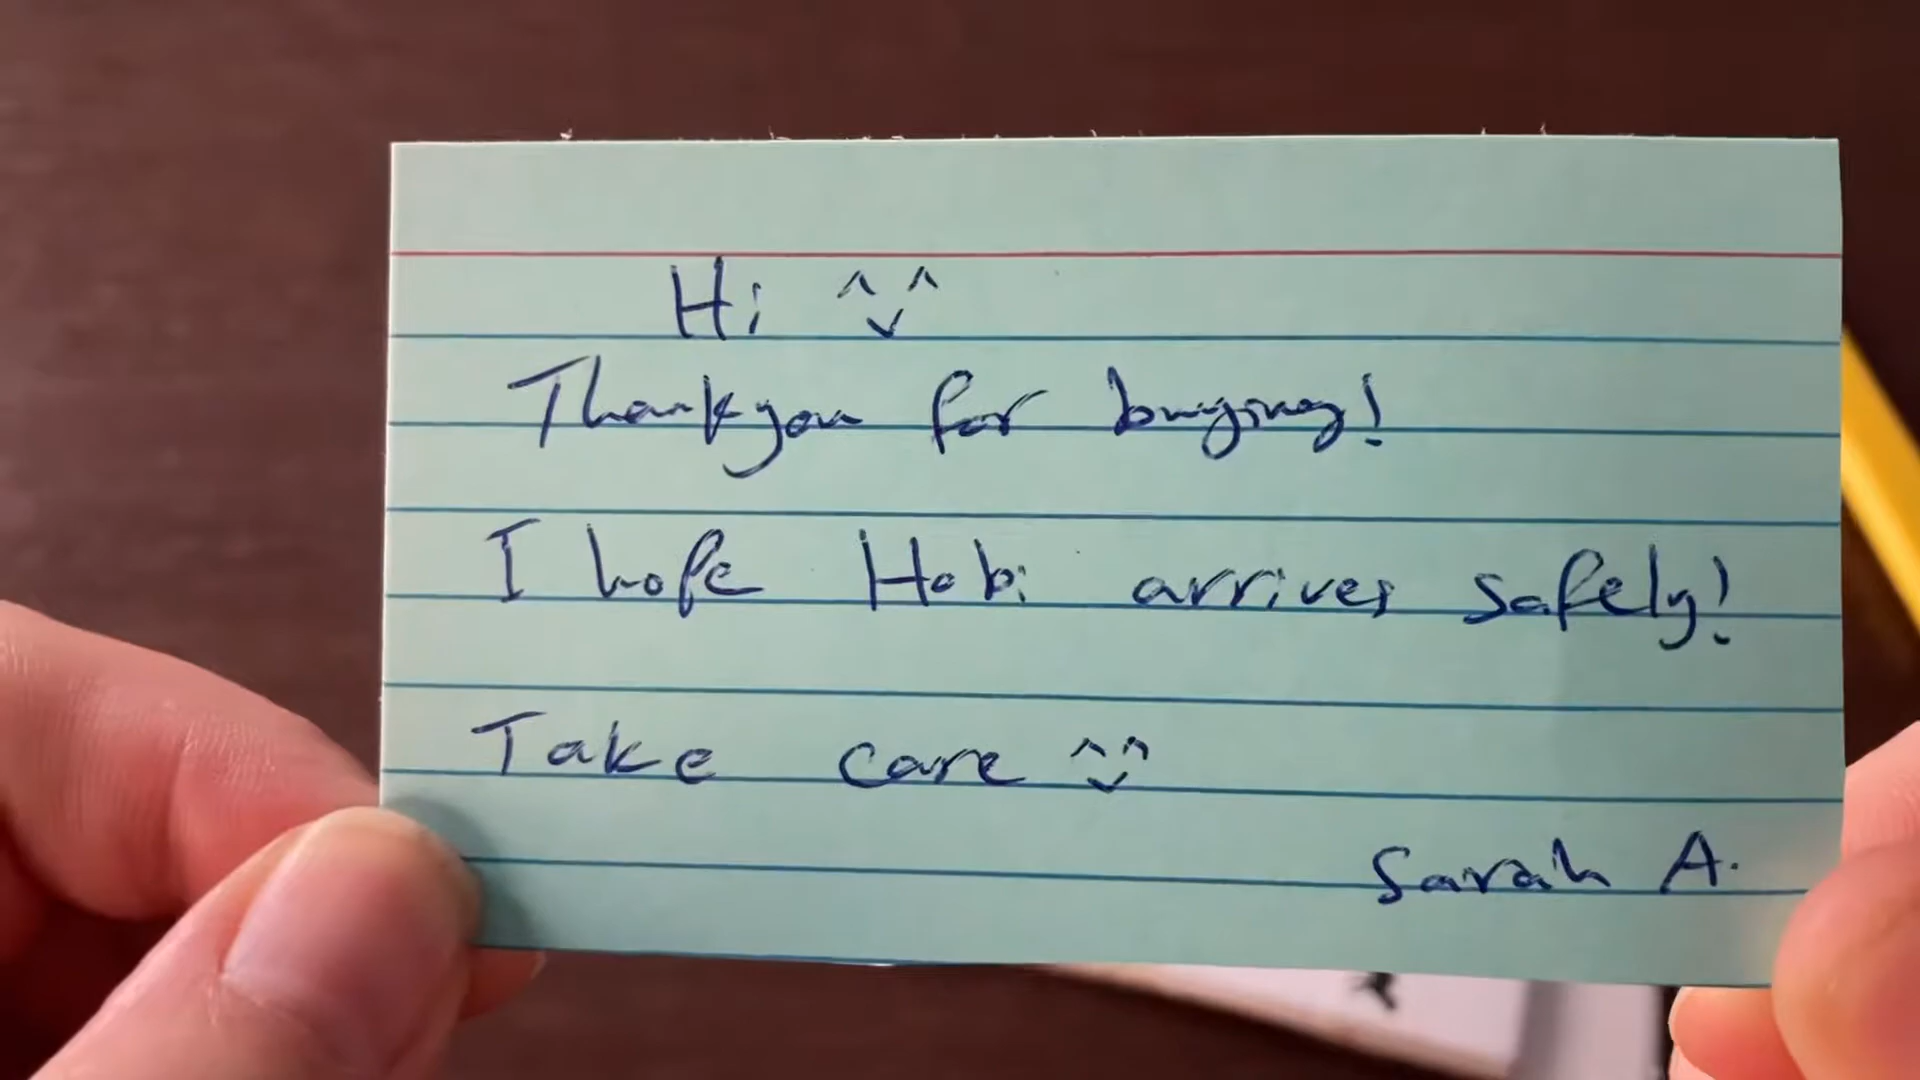 Hi ^ᵥ^
Thankyou for buying!
I hope Hobi arrives safely!
Take care ^ᵥ^
Sarah A.